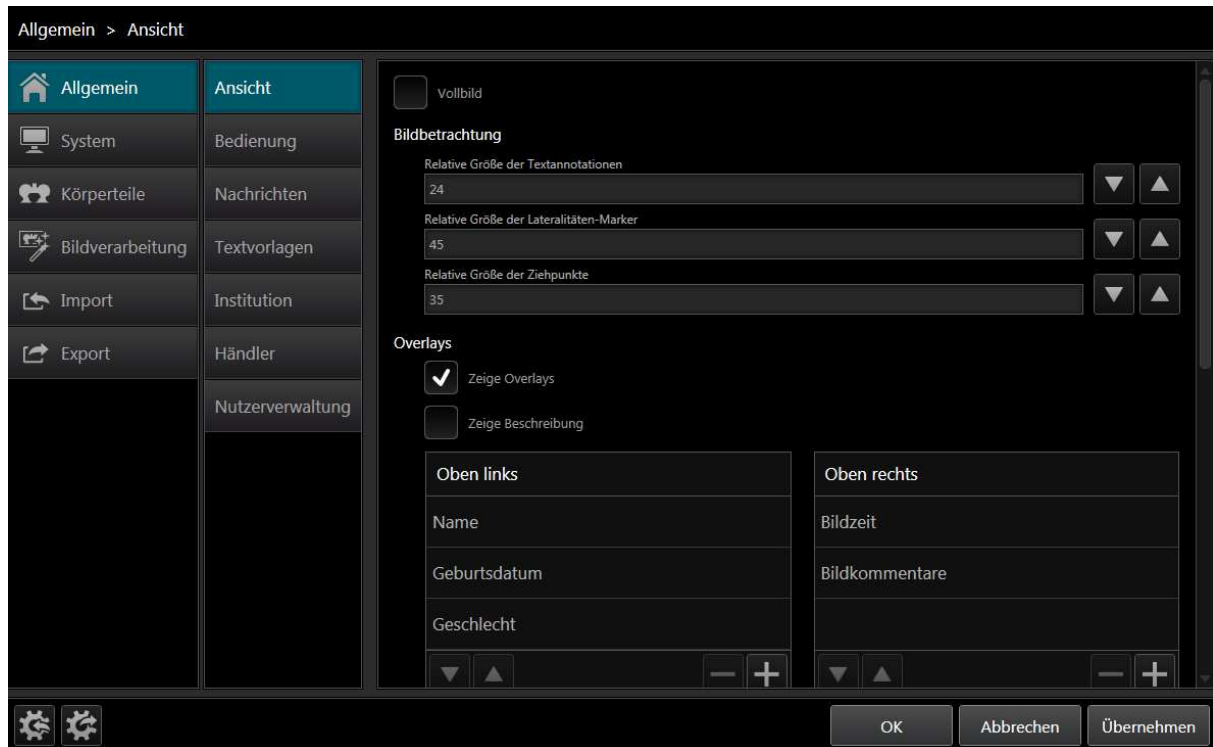 Allgemein > Ansicht
Allgemein
System
Körperteile
Bildverarbeitung
Import
Export
Ansicht
Bedienung
Nachrichten
Textvorlagen
Institution
Händler
Nutzerverwaltung
Vollbild
Bildbetrachtung
Relative Größe der Textannotationen
24
Relative Größe der Lateralitäten-Marker
45
Relative Größe der Ziehpunkte
35
Overlays
Zeige Overlays
Zeige Beschreibung
Oben links
Name
Geburtsdatum
Geschlecht
Oben rechts
Bildzeit
Bildkommentare
OK
Abbrechen
Übernehmen